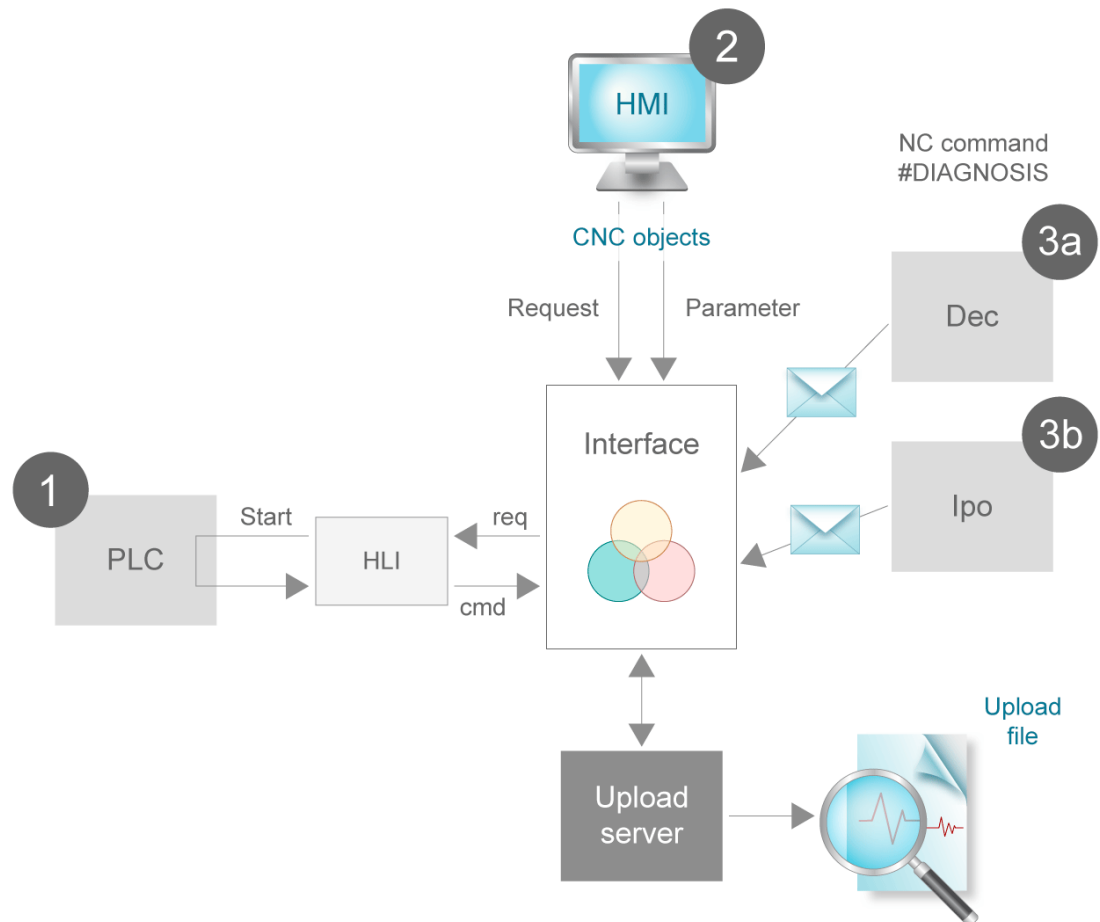 2
HMI
NC command
#DIAGNOSIS
CNC objects
3a
Request
Parameter
Dec
3b
Interface
1
Start
req
Ipo
PLC
HLI
cmd
Upload
file
Upload
server